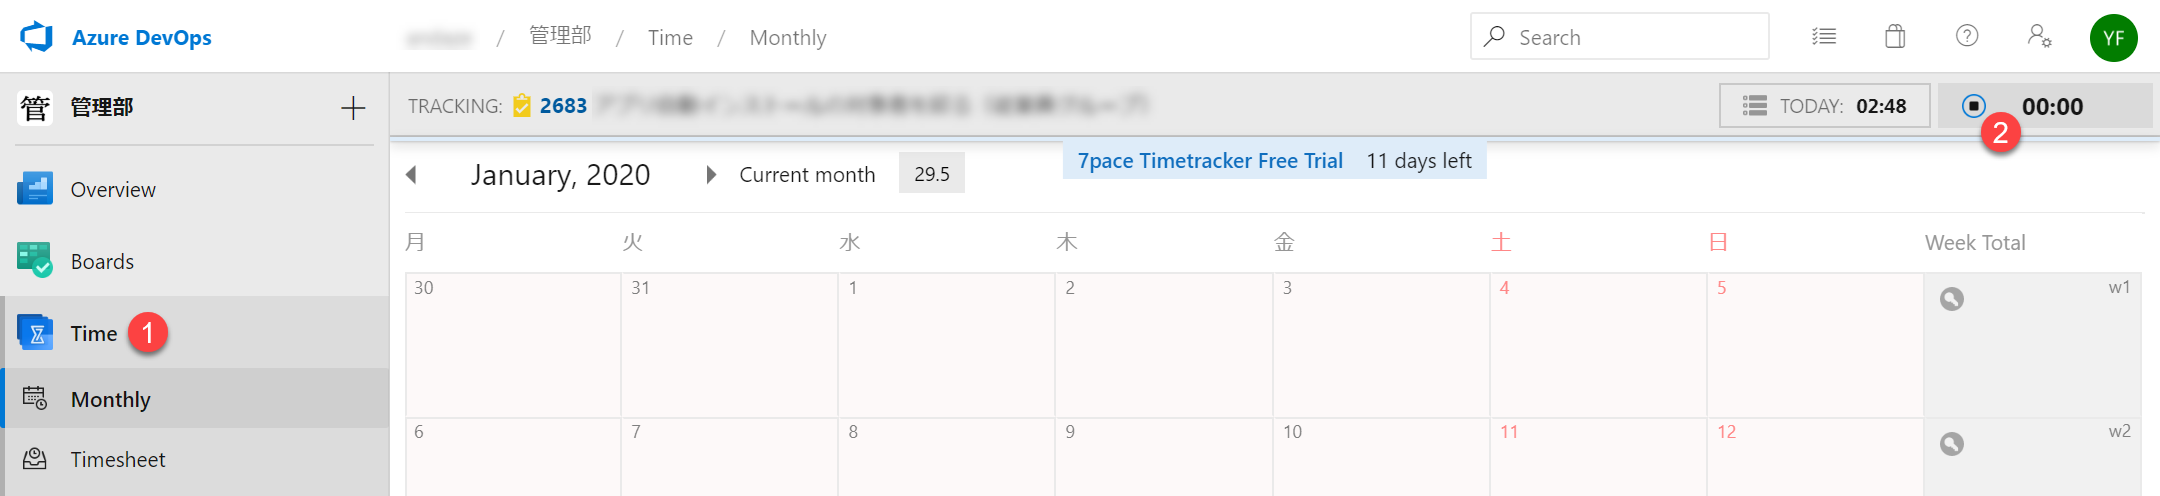 Azure DevOps
/ 管理部 / Time / Monthly
Search
YF
管 管理部
TRACKING: 2683
TODAY: 02:48
00:00
2
January, 2020 Current month 29.5
7pace Timetracker Free Trial 11 days left
Overview
Boards
Time 1
Monthly
Timesheet
月 火 水 木 金 土 日 Week Total
30 31 1 2 3 4 5 w1
6 7 8 9 10 11 12 w2